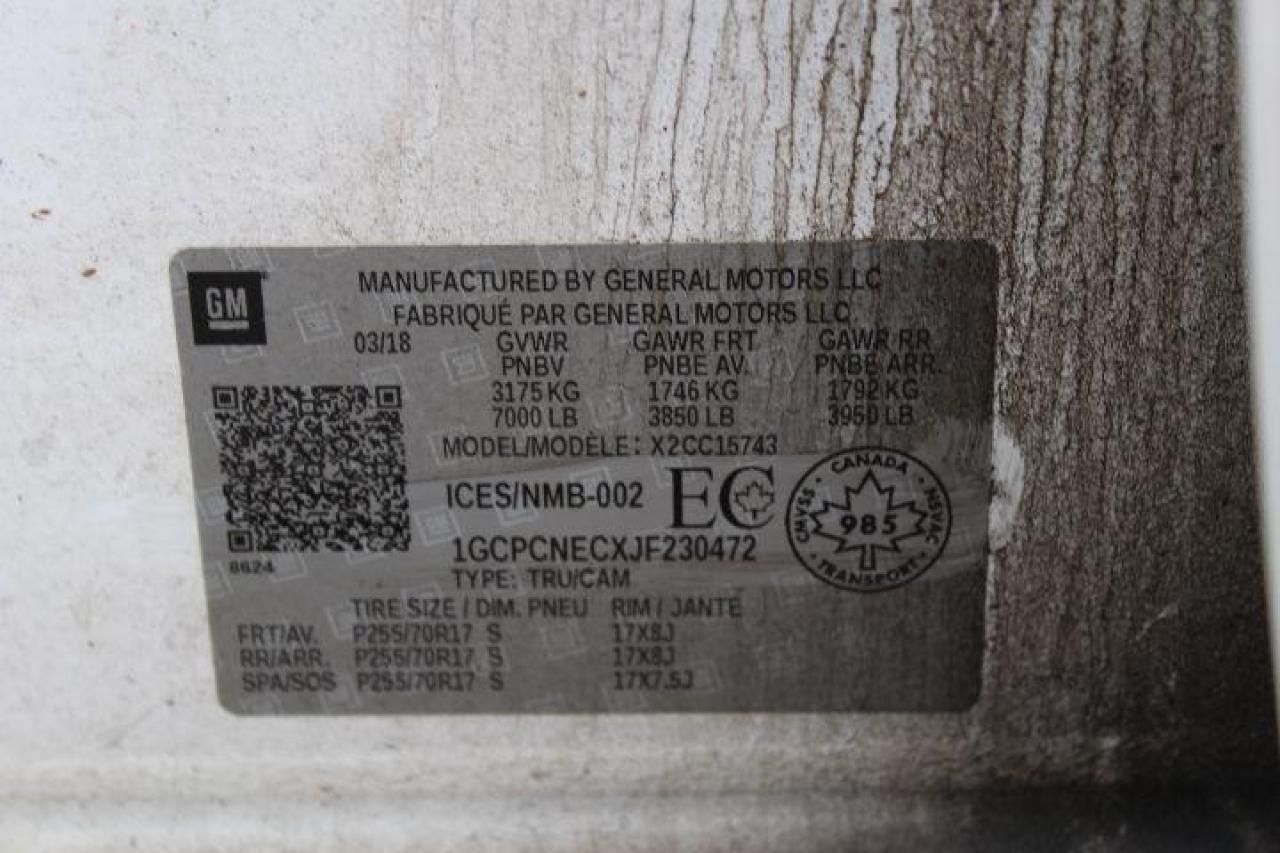 GM
MANUFACTURED BY GENERAL MOTORS LLC
FABRIQUÉ PAR GENERAL MOTORS LLC
03/18 GVWR GAWR FRT GAWR RR
PNBV PNBE AV. PNBE ARR.
3175 KG 1746 KG 1792 KG
7000 LB 3850 LB 3950 LB
MODEL/MODÈLE: X2CC15743
ICES/NMB-002 EC
CANADA
CMVSS 985 NSVAC
TRANSPORT
1GCPCNECXJF230472
8624
TYPE: TRU/CAM
TIRE SIZE / DIM. PNEU RIM / JANTE
FRT/AV. P255/70R17 S 17X8J
RR/ARR. P255/70R17 S 17X8J
SPA/SOS P255/70R17 S 17X7.5J